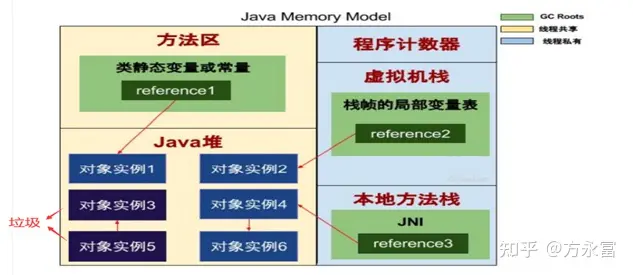 Java Memory Model
GC Roots
线程共享
线程私有
方法区
类静态变量或常量
reference1
程序计数器
虚拟机栈
栈帧的局部变量表
reference2
Java堆
对象实例1
对象实例2
对象实例3
对象实例4
垃圾
对象实例5
对象实例6
本地方法栈
JNI
reference3
知乎 @方永富